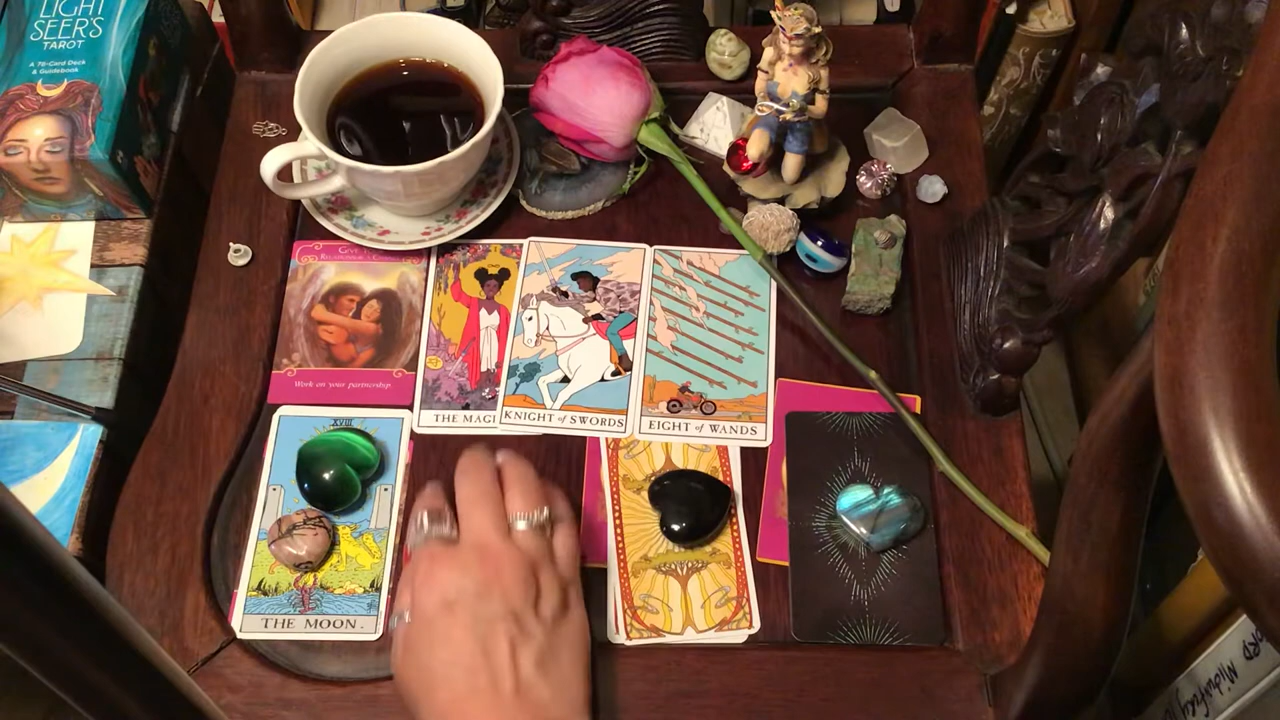 LIGHT
SEER'S
TAROT
A 78-Card Deck
& Guidebook
Work on your partnership.
THE MAGI
KNIGHT of SWORDS
EIGHT of WANDS
XVIII
THE MOON.
Midwifery